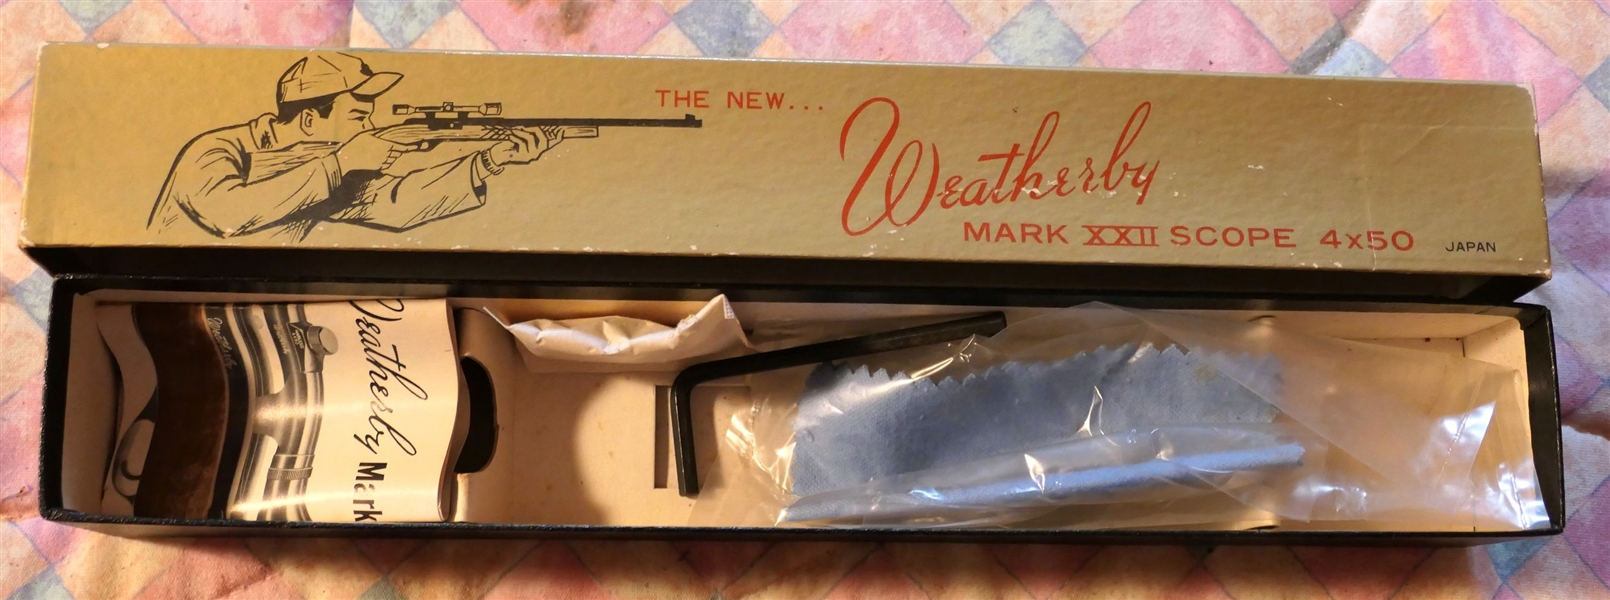 THE NEW...
Weatherby
MARK XXII SCOPE 4x50
JAPAN
Weatherby Mark